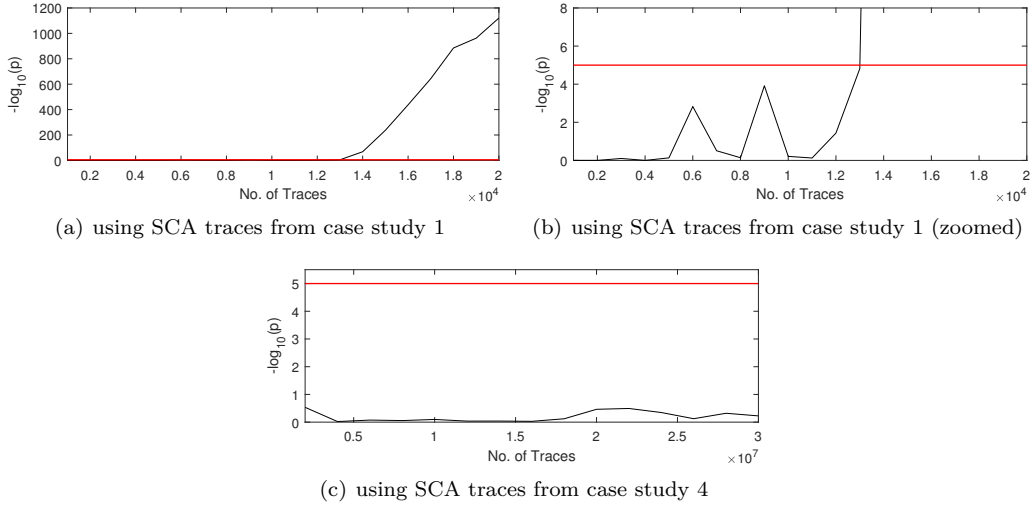 1200
1000
800
600
400
200
0
-log10(p)
0.2 0.4 0.6 0.8 1 1.2 1.4 1.6 1.8 2
No. of Traces
×10^4
(a) using SCA traces from case study 1
8
6
4
2
0
-log10(p)
0.2 0.4 0.6 0.8 1 1.2 1.4 1.6 1.8 2
No. of Traces
×10^4
(b) using SCA traces from case study 1 (zoomed)
5
4
3
2
1
0
-log10(p)
0.5 1 1.5 2 2.5 3
No. of Traces
×10^7
(c) using SCA traces from case study 4